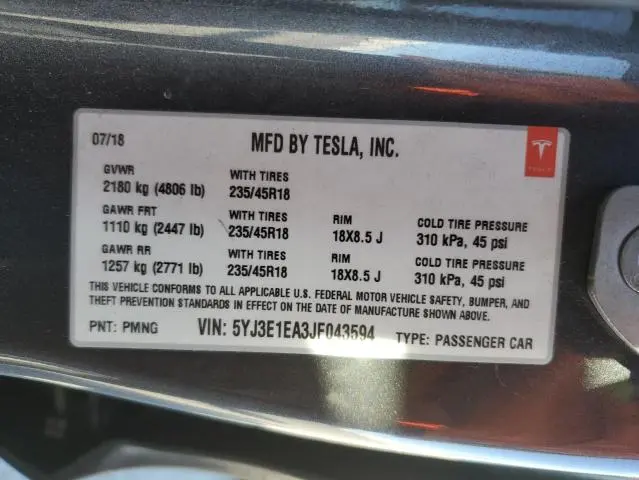 07/18
MFD BY TESLA, INC.
TESLA
GVWR
2180 kg (4806 lb)
WITH TIRES
235/45R18
GAWR FRT
1110 kg (2447 lb)
WITH TIRES
235/45R18
RIM
18X8.5 J
COLD TIRE PRESSURE
310 kPa, 45 psi
GAWR RR
1257 kg (2771 lb)
WITH TIRES
235/45R18
RIM
18X8.5 J
COLD TIRE PRESSURE
310 kPa, 45 psi
THIS VEHICLE CONFORMS TO ALL APPLICABLE U.S. FEDERAL MOTOR VEHICLE SAFETY, BUMPER, AND
THEFT PREVENTION STANDARDS IN EFFECT ON THE DATE OF MANUFACTURE SHOWN ABOVE.
PNT: PMNG
VIN: 5YJ3E1EA3JF043594
TYPE: PASSENGER CAR